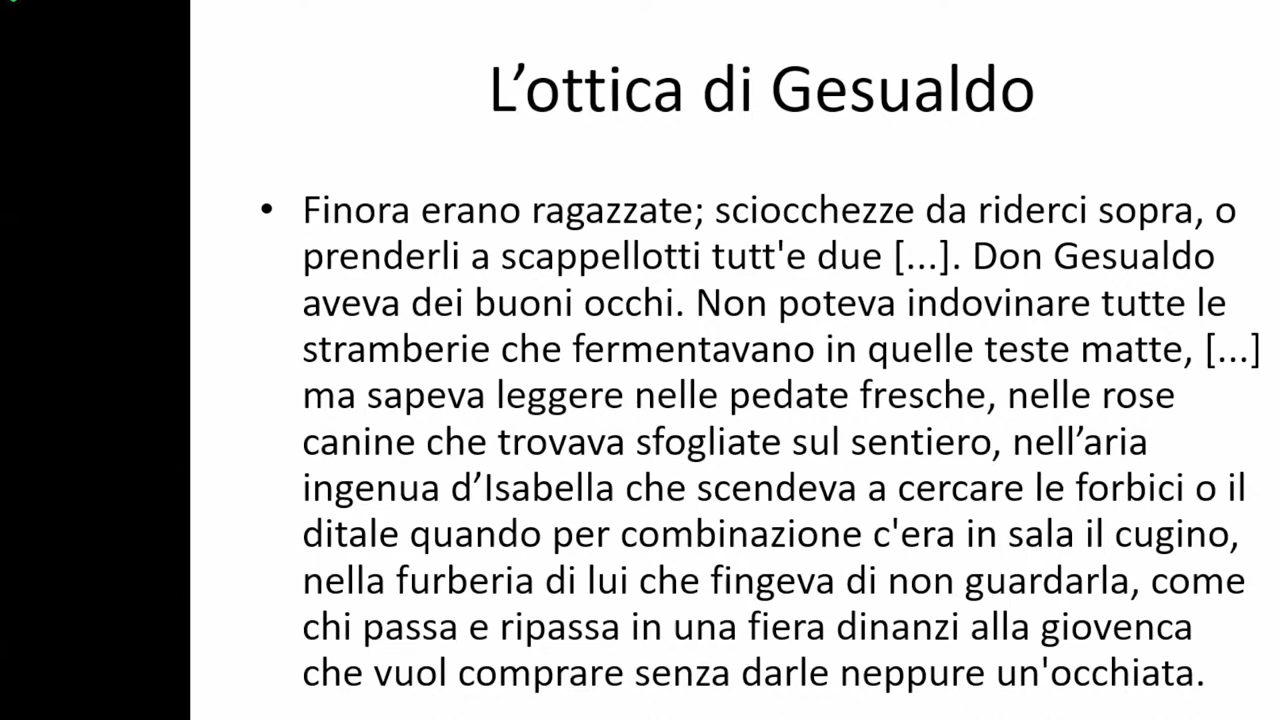 L’ottica di Gesualdo
• Finora erano ragazzate; sciocchezze da riderci sopra, o
prenderli a scappellotti tutt'e due [...]. Don Gesualdo
aveva dei buoni occhi. Non poteva indovinare tutte le
stramberie che fermentavano in quelle teste matte, [...]
ma sapeva leggere nelle pedate fresche, nelle rose
canine che trovava sfogliate sul sentiero, nell’aria
ingenua d’Isabella che scendeva a cercare le forbici o il
ditale quando per combinazione c'era in sala il cugino,
nella furberia di lui che fingeva di non guardarla, come
chi passa e ripassa in una fiera dinanzi alla giovenca
che vuol comprare senza darle neppure un'occhiata.